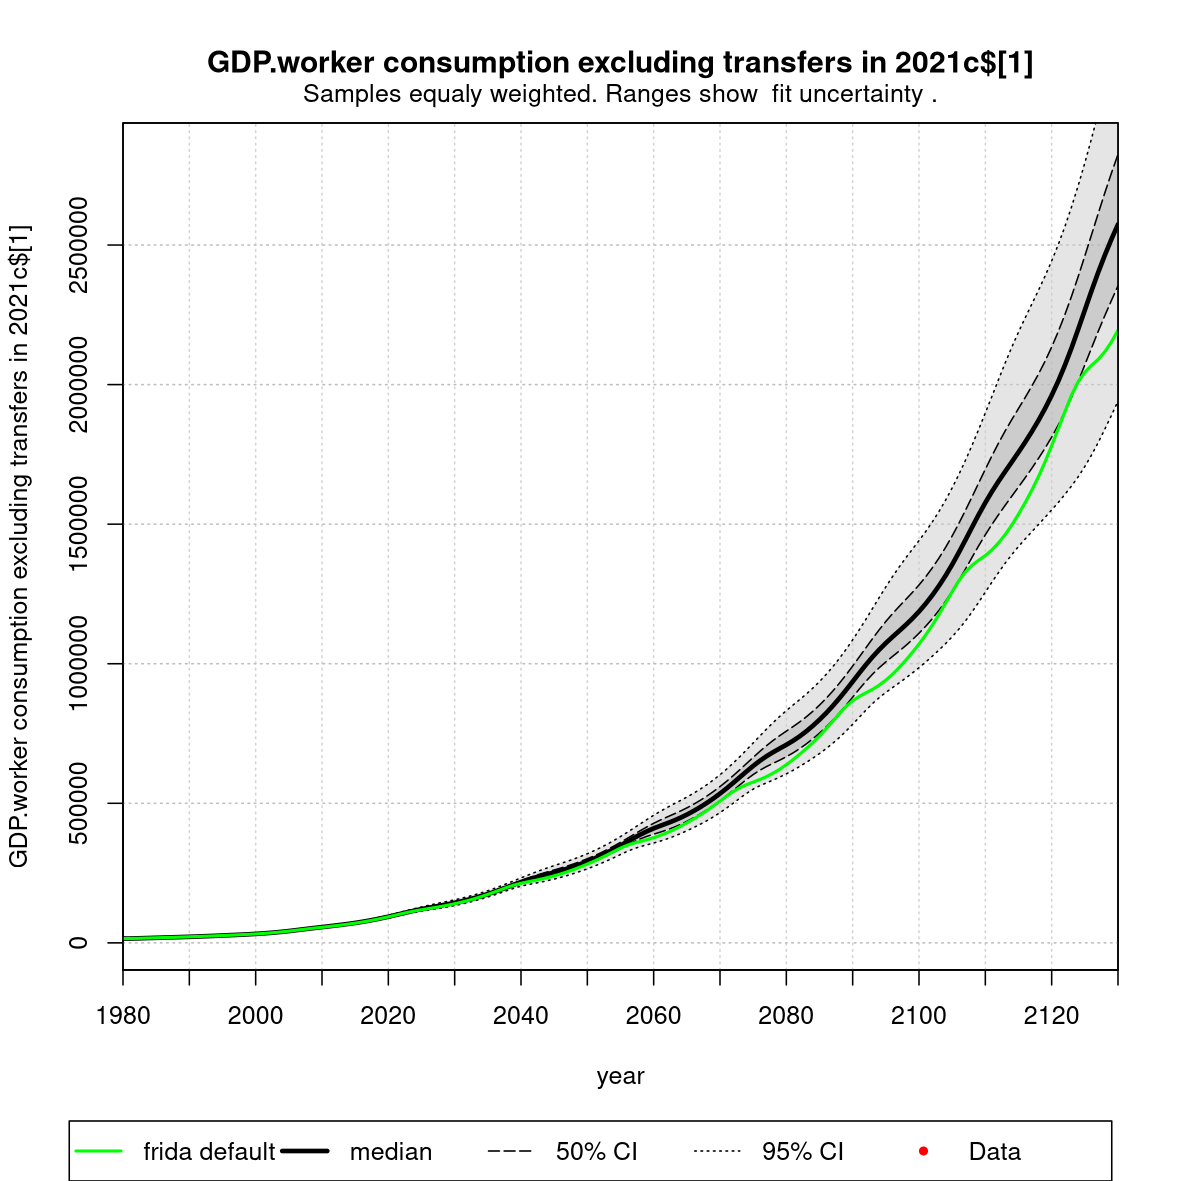 GDP.worker consumption excluding transfers in 2021c$[1]
Samples equaly weighted. Ranges show  fit uncertainty .
GDP.worker consumption excluding transfers in 2021c$[1]
2500000
2000000
1500000
1000000
500000
0
1980 2000 2020 2040 2060 2080 2100 2120
year
frida default median 50% CI 95% CI Data